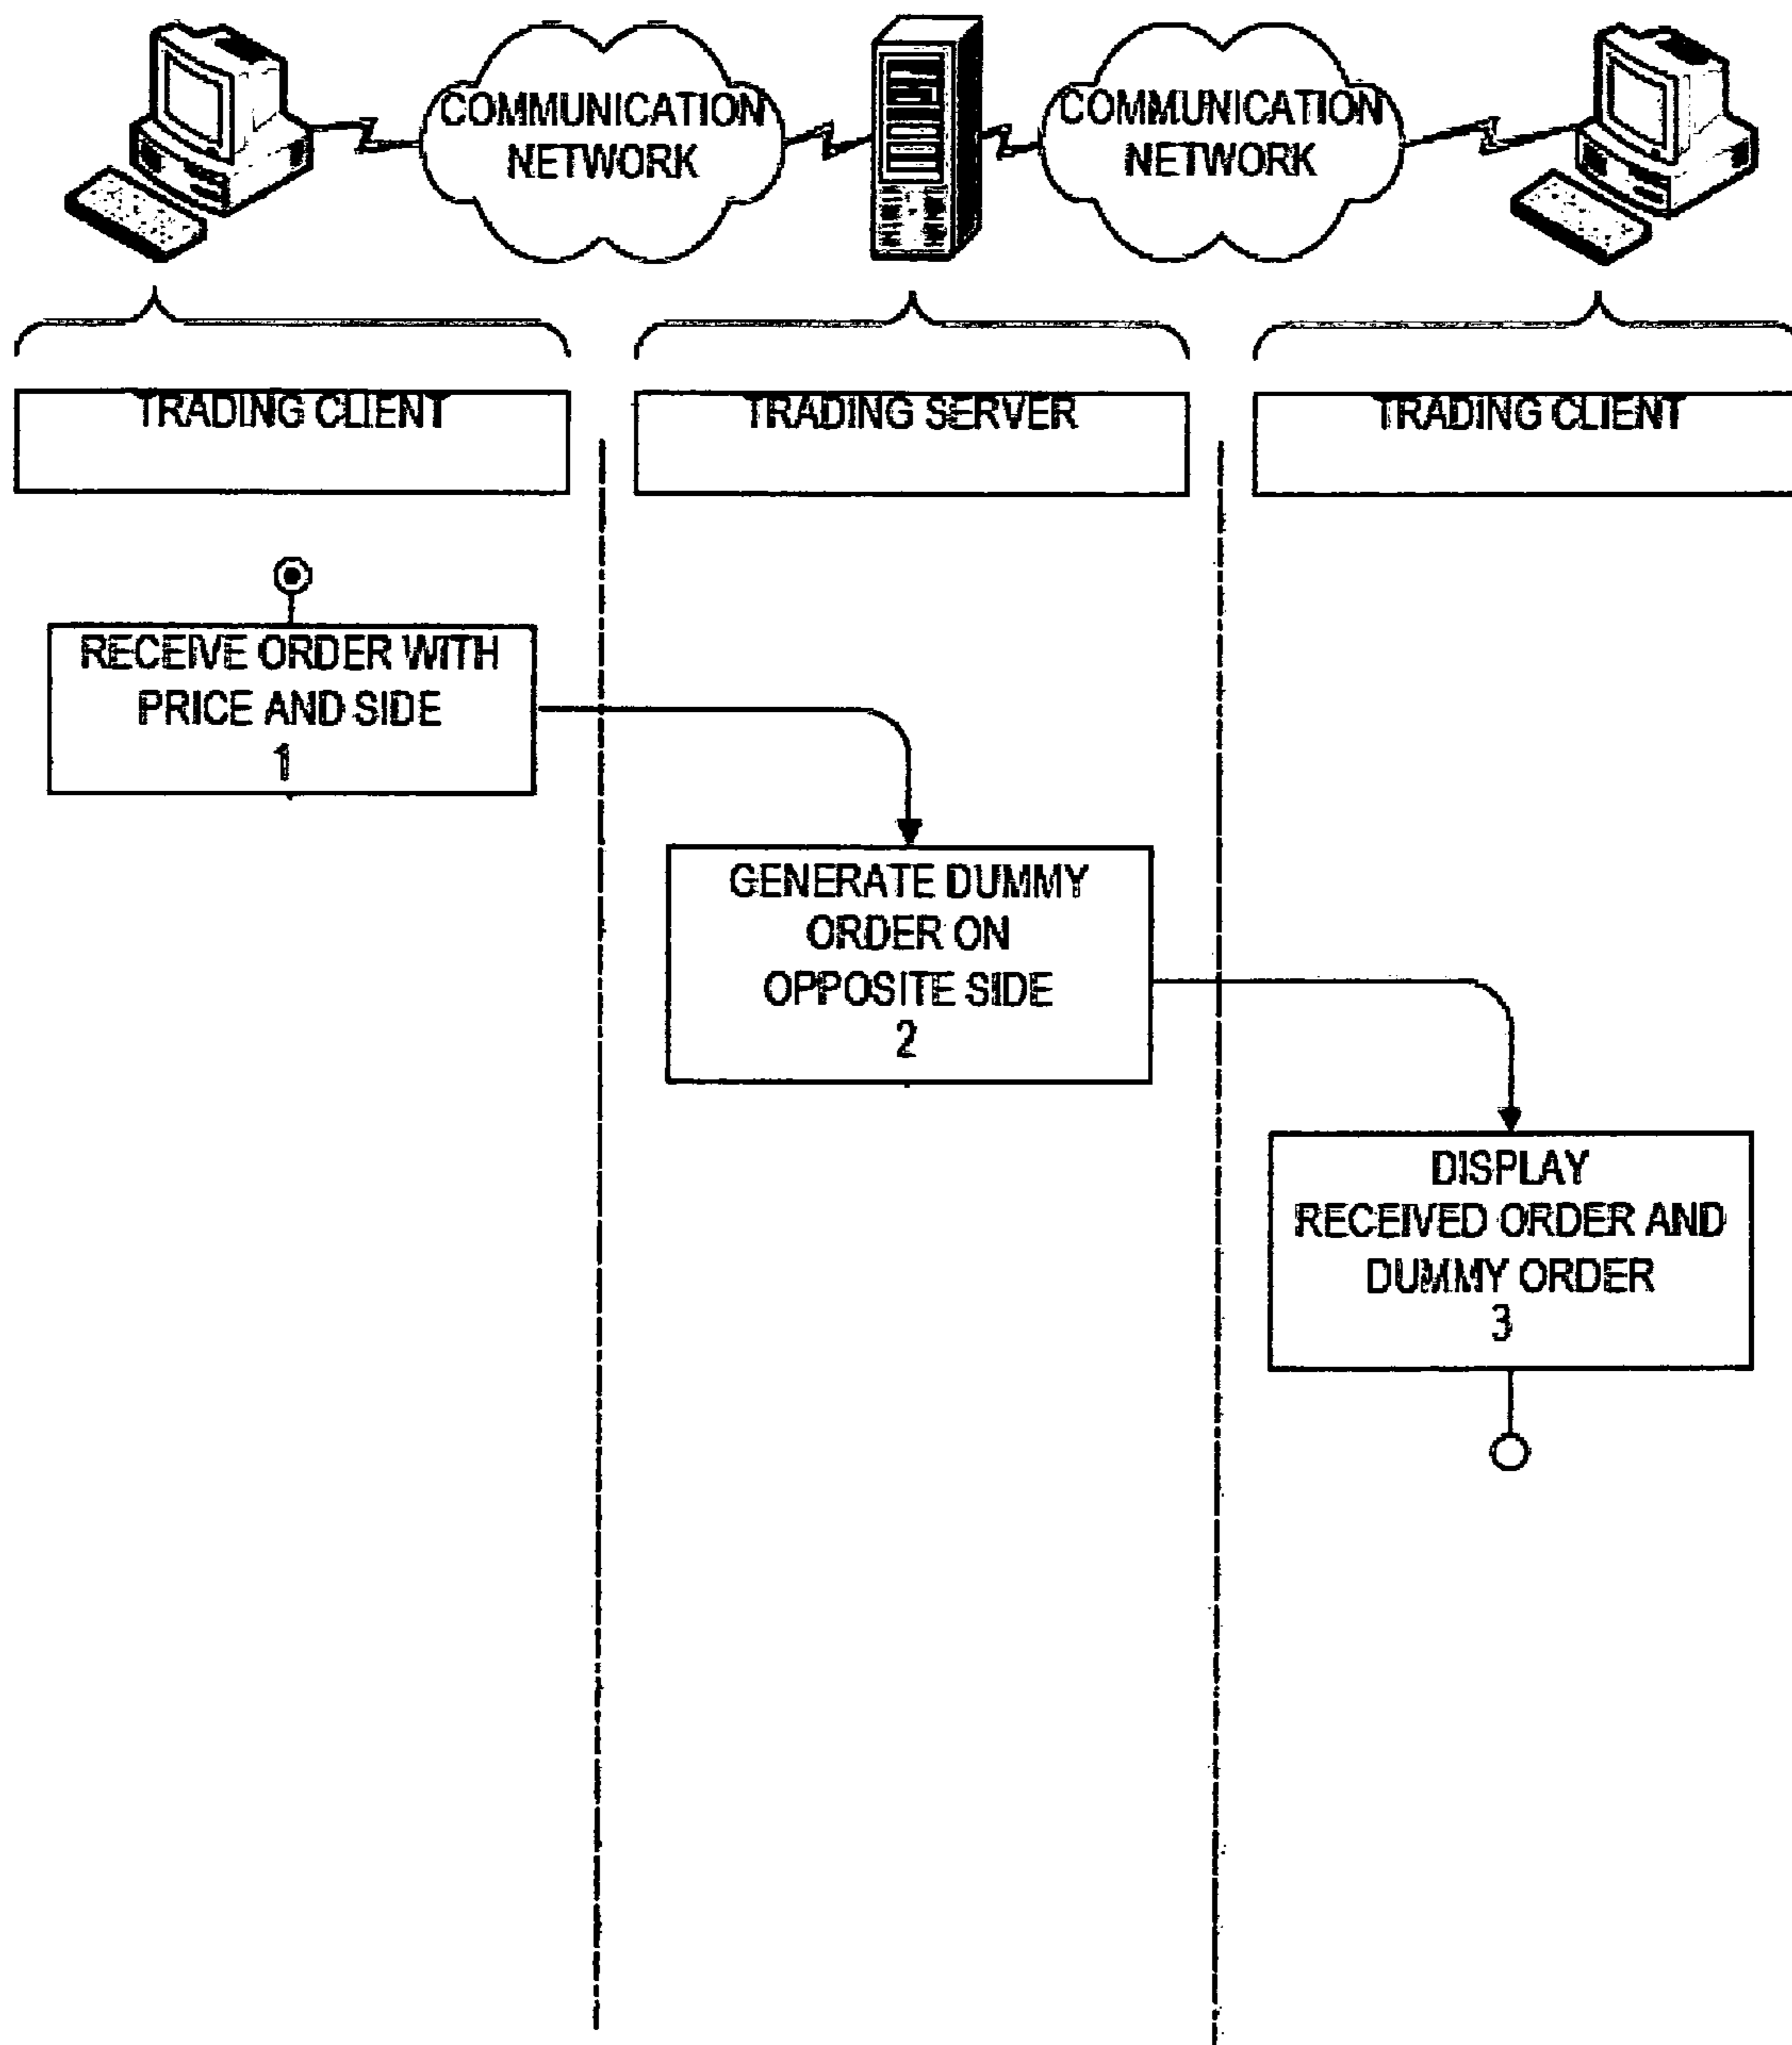 COMMUNICATION
NETWORK
COMMUNICATION
NETWORK
TRADING CLIENT
TRADING SERVER
TRADING CLIENT
RECEIVE ORDER WITH
PRICE AND SIDE
1
GENERATE DUMMY
ORDER ON
OPPOSITE SIDE
2
DISPLAY
RECEIVED ORDER AND
DUMMY ORDER
3